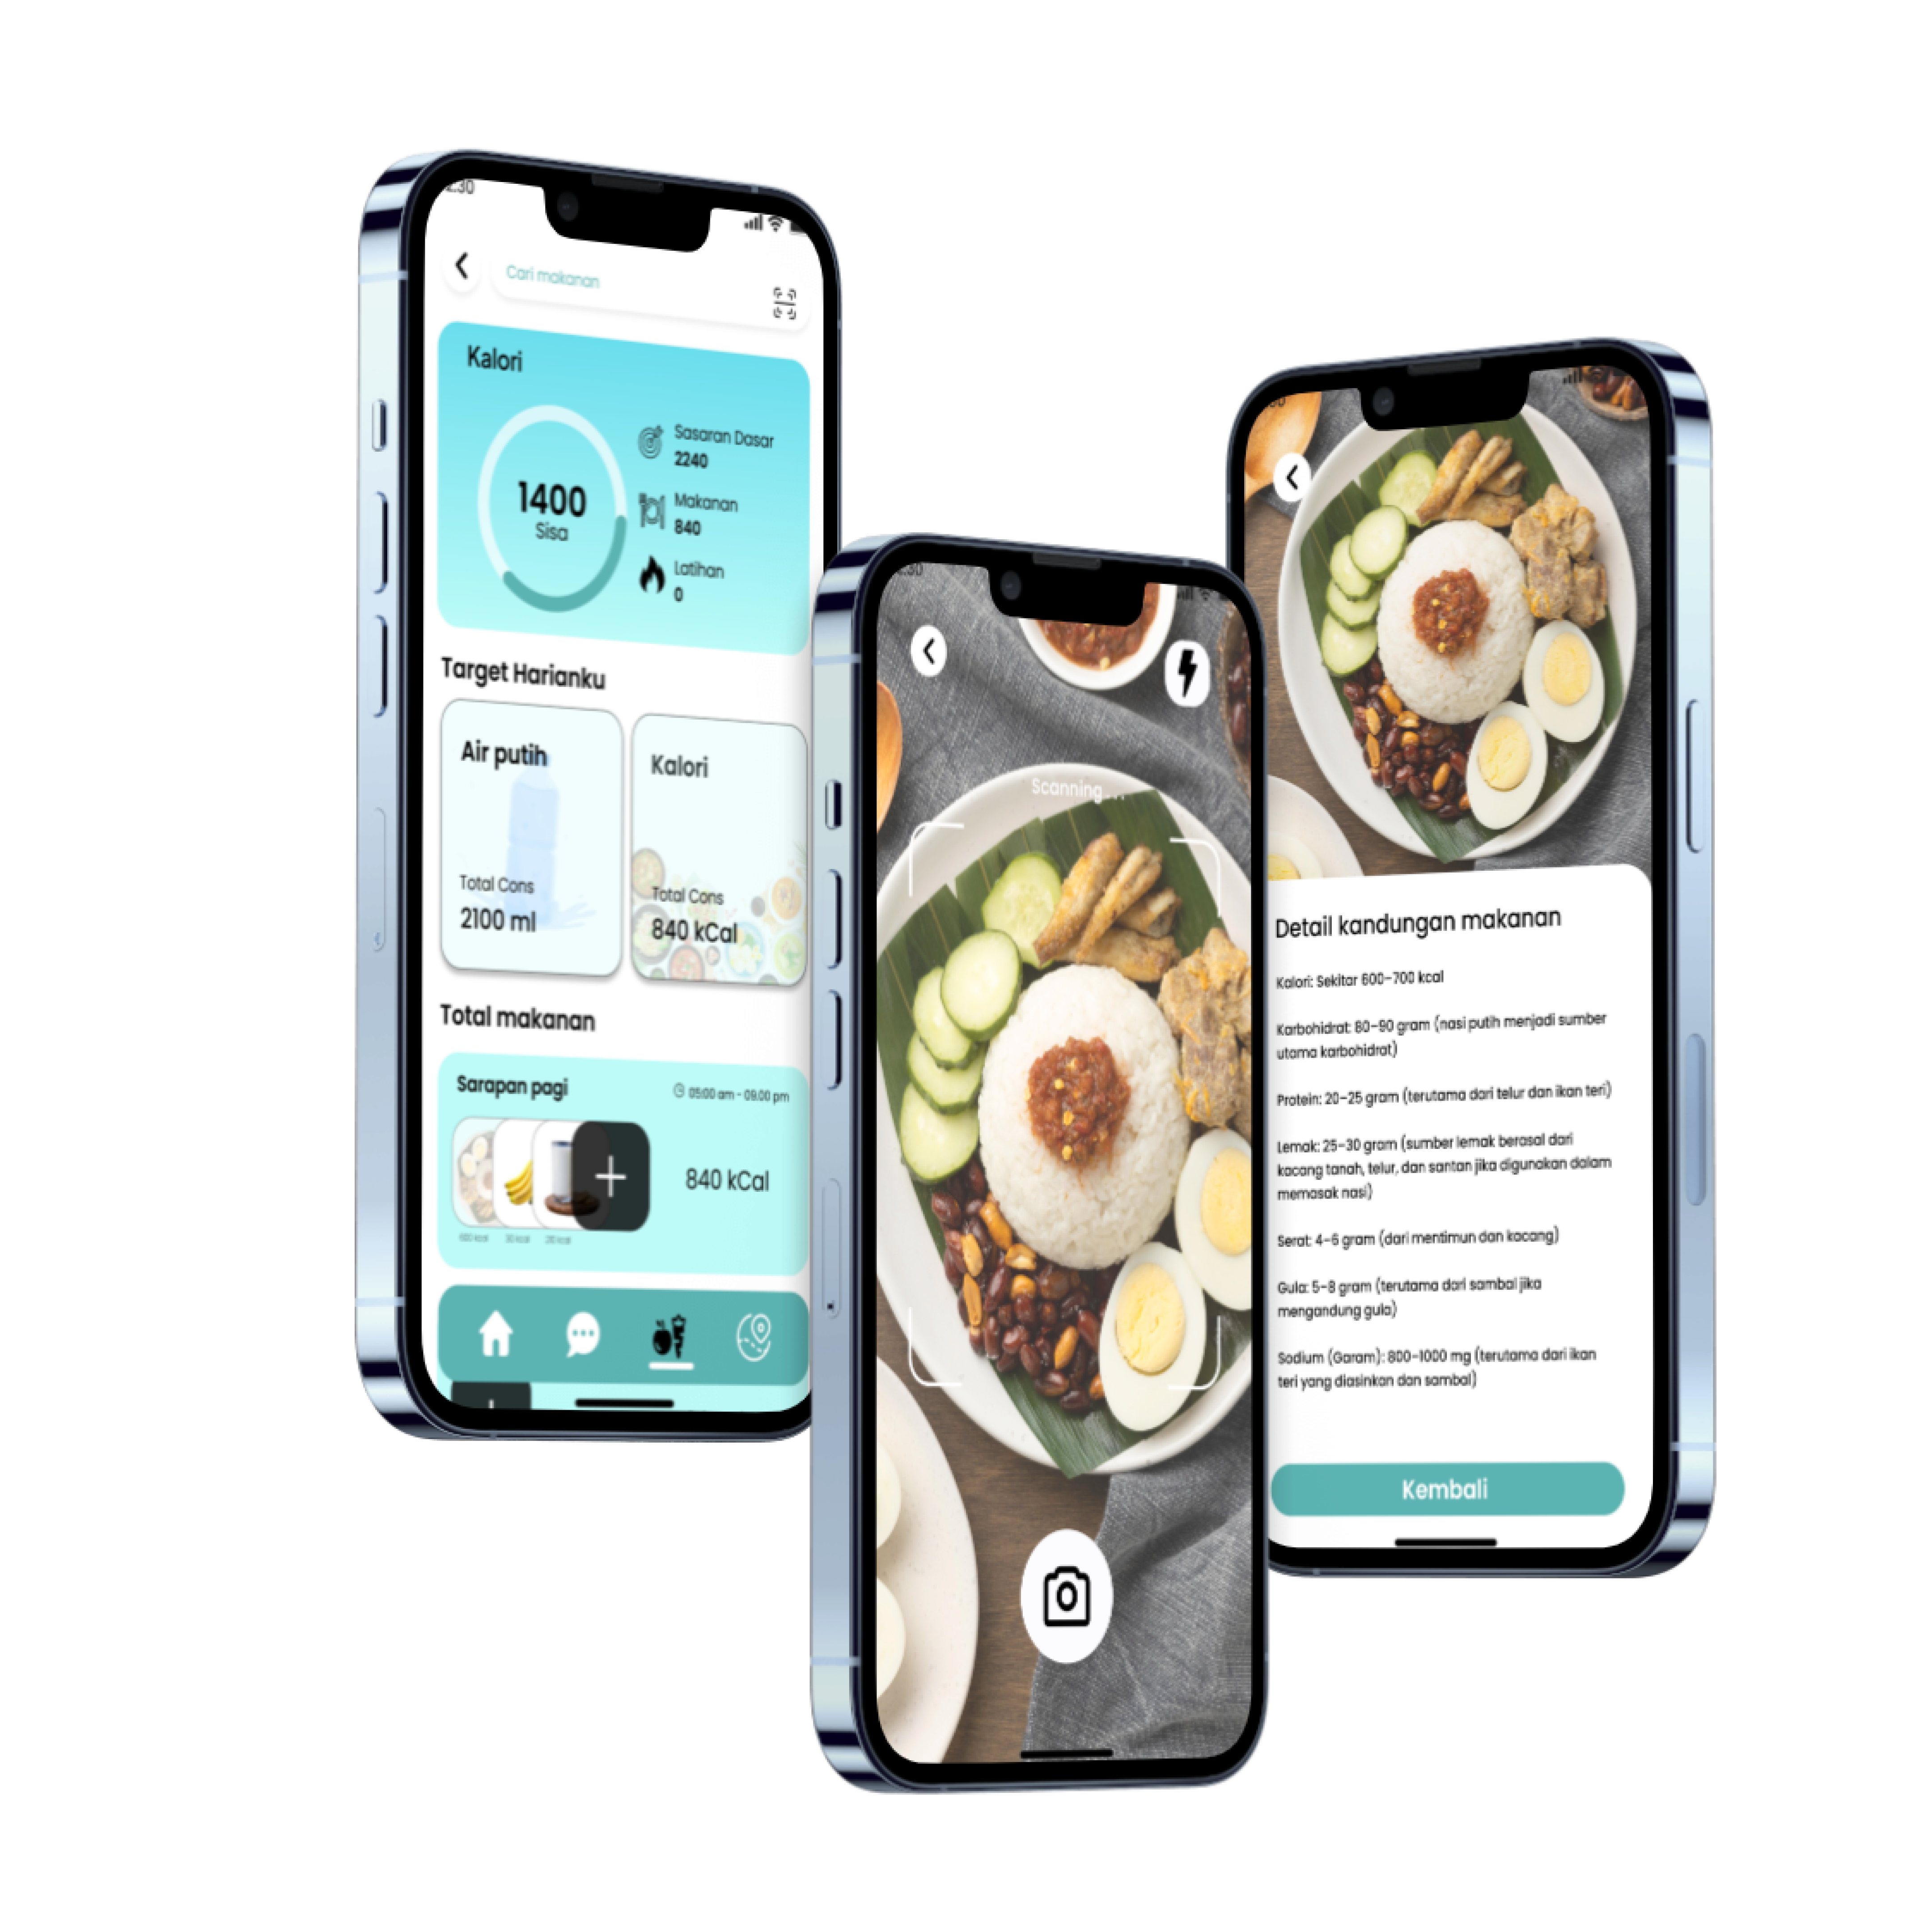 2:30
Cari makanan
Kalori
1400
Sisa
Sasaran Dasar
2240
Makanan
840
Latihan
0
Target Harianku
Air putih
Total Cons
2100 ml
Kalori
Total Cons
840 kCal
Total makanan
Sarapan pagi
05:00 am - 09.00 pm
840 kCal
Scanning...
Detail kandungan makanan
Kalori: Sekitar 600-700 kcal
Karbohidrat: 80-90 gram (nasi putih menjadi sumber
utama karbohidrat)
Protein: 20-25 gram (terutama dari telur dan ikan teri)
Lemak: 25-30 gram (sumber lemak berasal dari
kacang tanah, telur, dan santan jika digunakan dalam
memasak nasi)
Serat: 4-6 gram (dari mentimun dan kacang)
Gula: 5-8 gram (terutama dari sambal jika
mengandung gula)
Sodium (Garam): 800-1000 mg (terutama dari ikan
teri yang diasinkan dan sambal)
Kembali